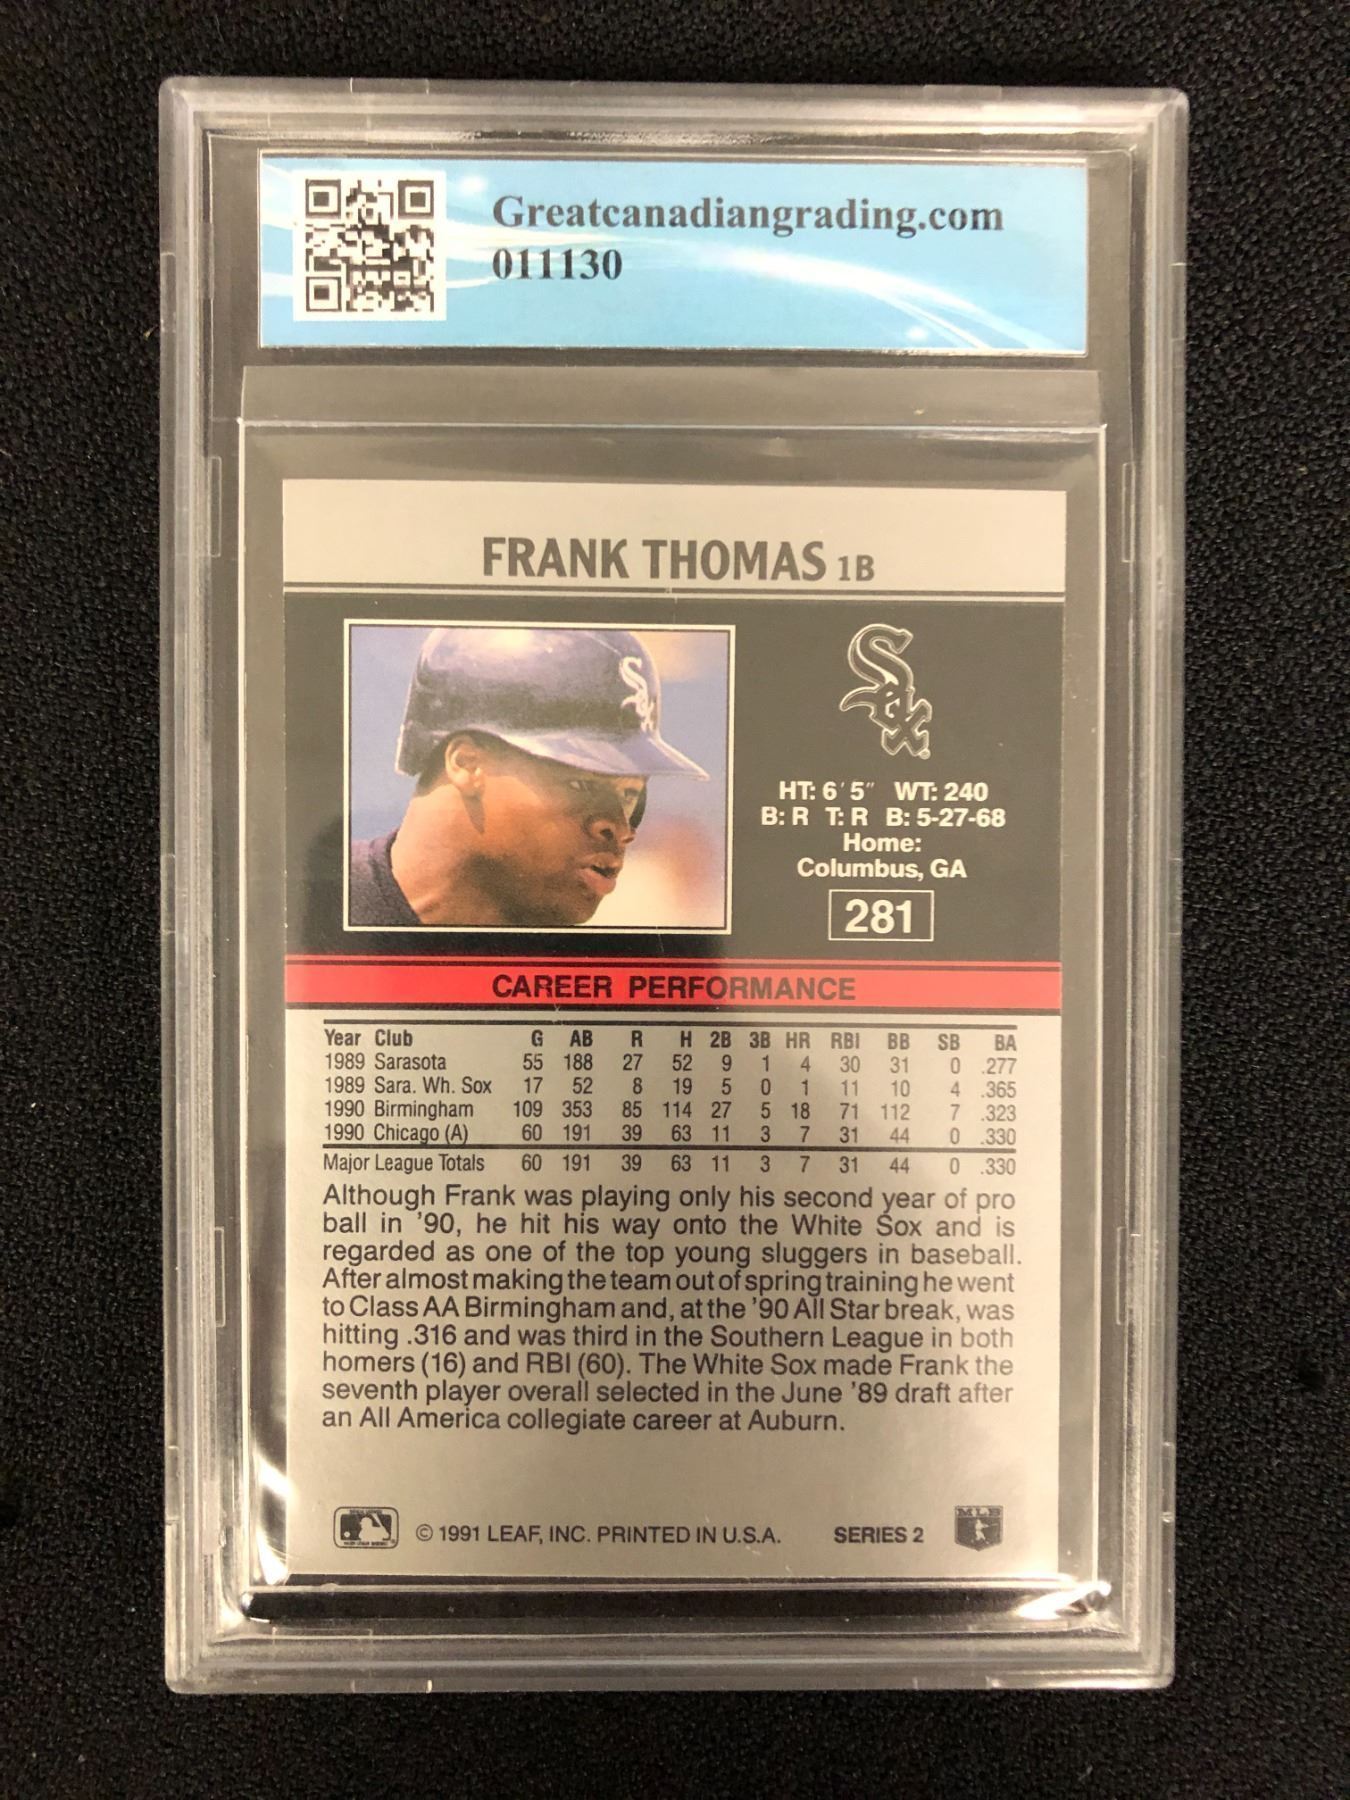 Greatcanadiangrading.com
011130
FRANK THOMAS 1B
Sox
Sox
HT: 6' 5" WT: 240
B: R T: R B: 5-27-68
Home:
Columbus, GA
281
CAREER PERFORMANCE
Year Club G AB R H 2B 3B HR RBI BB SB BA
1989 Sarasota 55 188 27 52 9 1 4 30 31 0 .277
1989 Sara. Wh. Sox 17 52 8 19 5 0 1 11 10 4 .365
1990 Birmingham 109 353 85 114 27 5 18 71 112 7 .323
1990 Chicago (A) 60 191 39 63 11 3 7 31 44 0 .330
Major League Totals 60 191 39 63 11 3 7 31 44 0 .330
Although Frank was playing only his second year of pro
ball in '90, he hit his way onto the White Sox and is
regarded as one of the top young sluggers in baseball.
After almost making the team out of spring training he went
to Class AA Birmingham and, at the '90 All Star break, was
hitting .316 and was third in the Southern League in both
homers (16) and RBI (60). The White Sox made Frank the
seventh player overall selected in the June '89 draft after
an All America collegiate career at Auburn.
© 1991 LEAF, INC. PRINTED IN U.S.A. SERIES 2
MLB